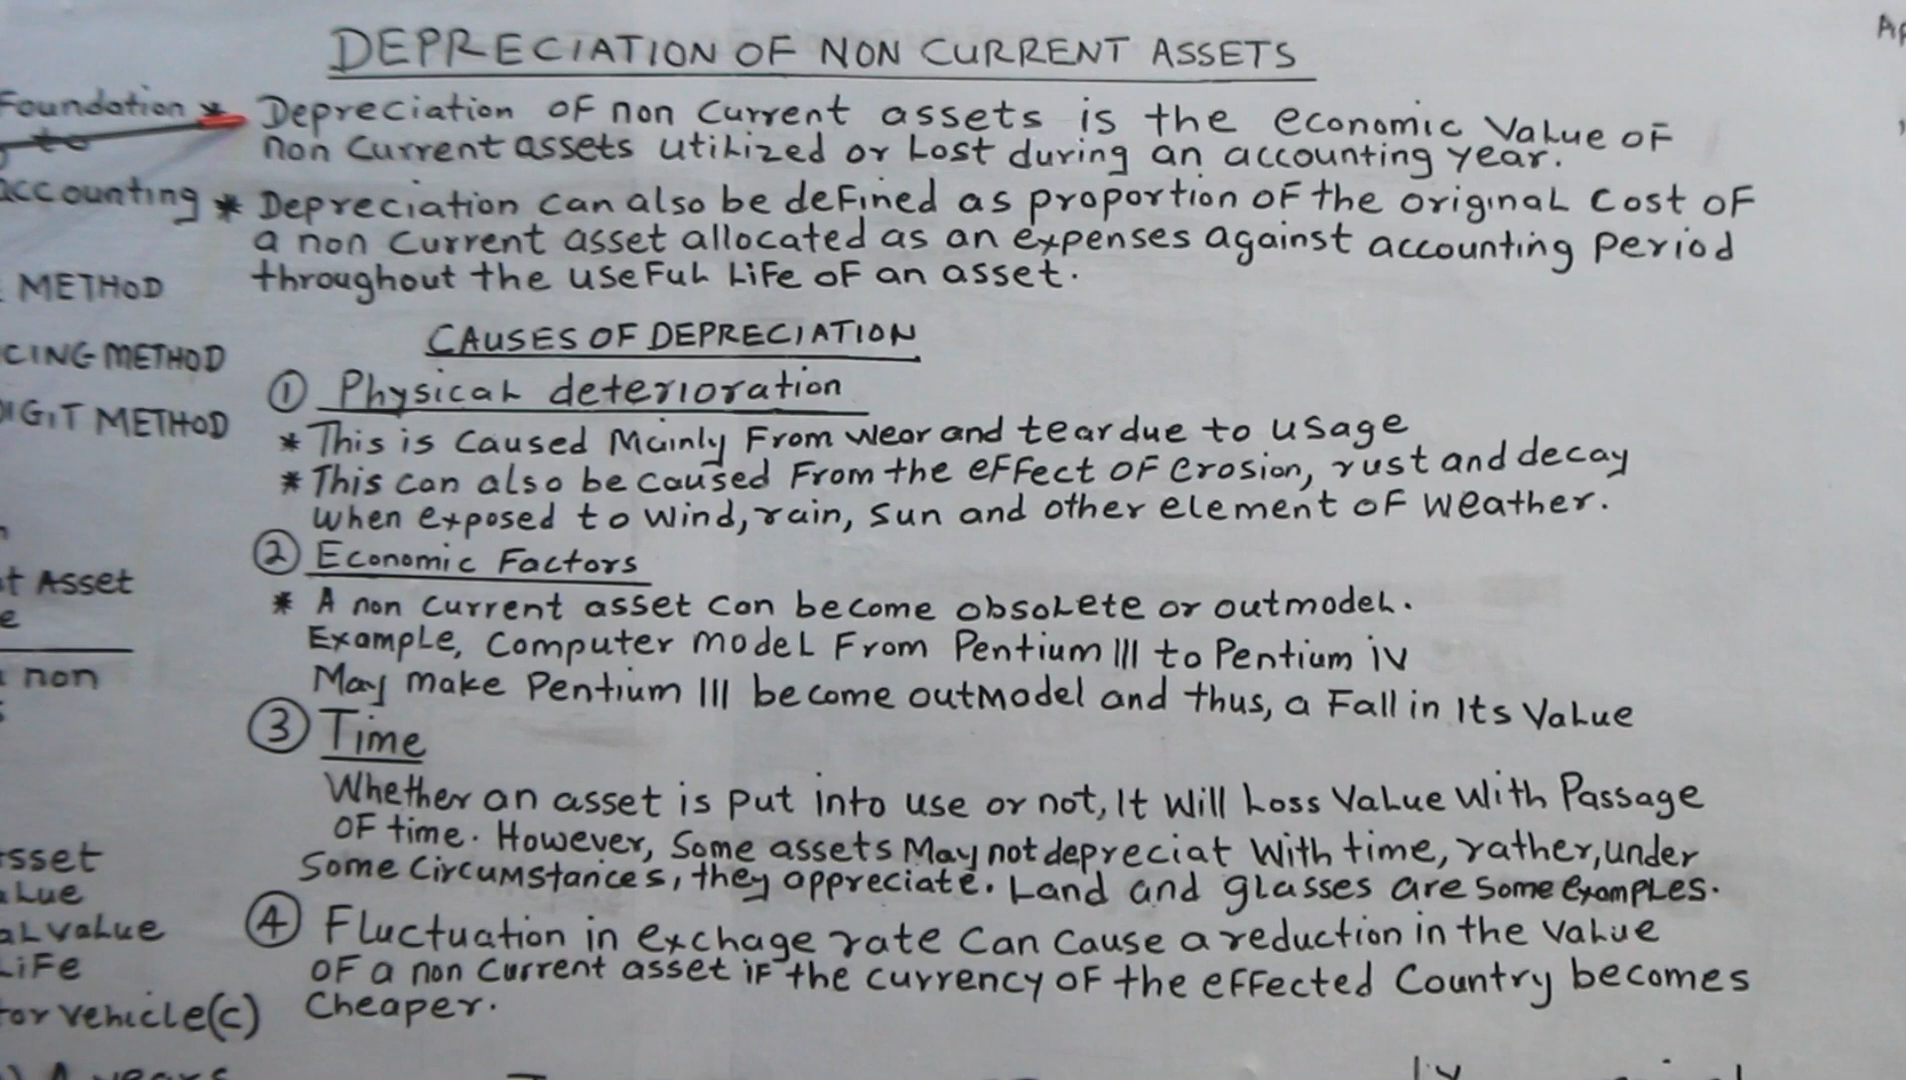 DEPRECIATION OF NON CURRENT ASSETS
Foundation * Depreciation of non current assets is the economic value of
non current assets utilized or lost during an accounting year.
accounting * Depreciation can also be defined as proportion of the original cost of
a non current asset allocated as an expenses against accounting period
throughout the useful life of an asset.
METHOD
CAUSES OF DEPRECIATION
CING METHOD
① Physical deterioration
DIGIT METHOD
* This is caused mainly from wear and tear due to usage
* This can also be caused from the effect of erosion, rust and decay
when exposed to wind, rain, sun and other element of weather.
② Economic Factors
t Asset
* A non current asset can become obsolete or outmodel.
e
Example, Computer model From Pentium III to Pentium iv
non
May make Pentium III become outmodel and thus, a Fall in Its Value
③ Time
Whether an asset is put into use or not, It will Loss Value with Passage
of time. However, Some assets May not depreciat with time, rather, under
Some circumstances, they appreciate. Land and glasses are some examples.
sset
alue
④ Fluctuation in exchage rate can cause a reduction in the value
al value
of a non current asset if the currency of the effected Country becomes
Life
Cheaper.
tor vehicle(c)